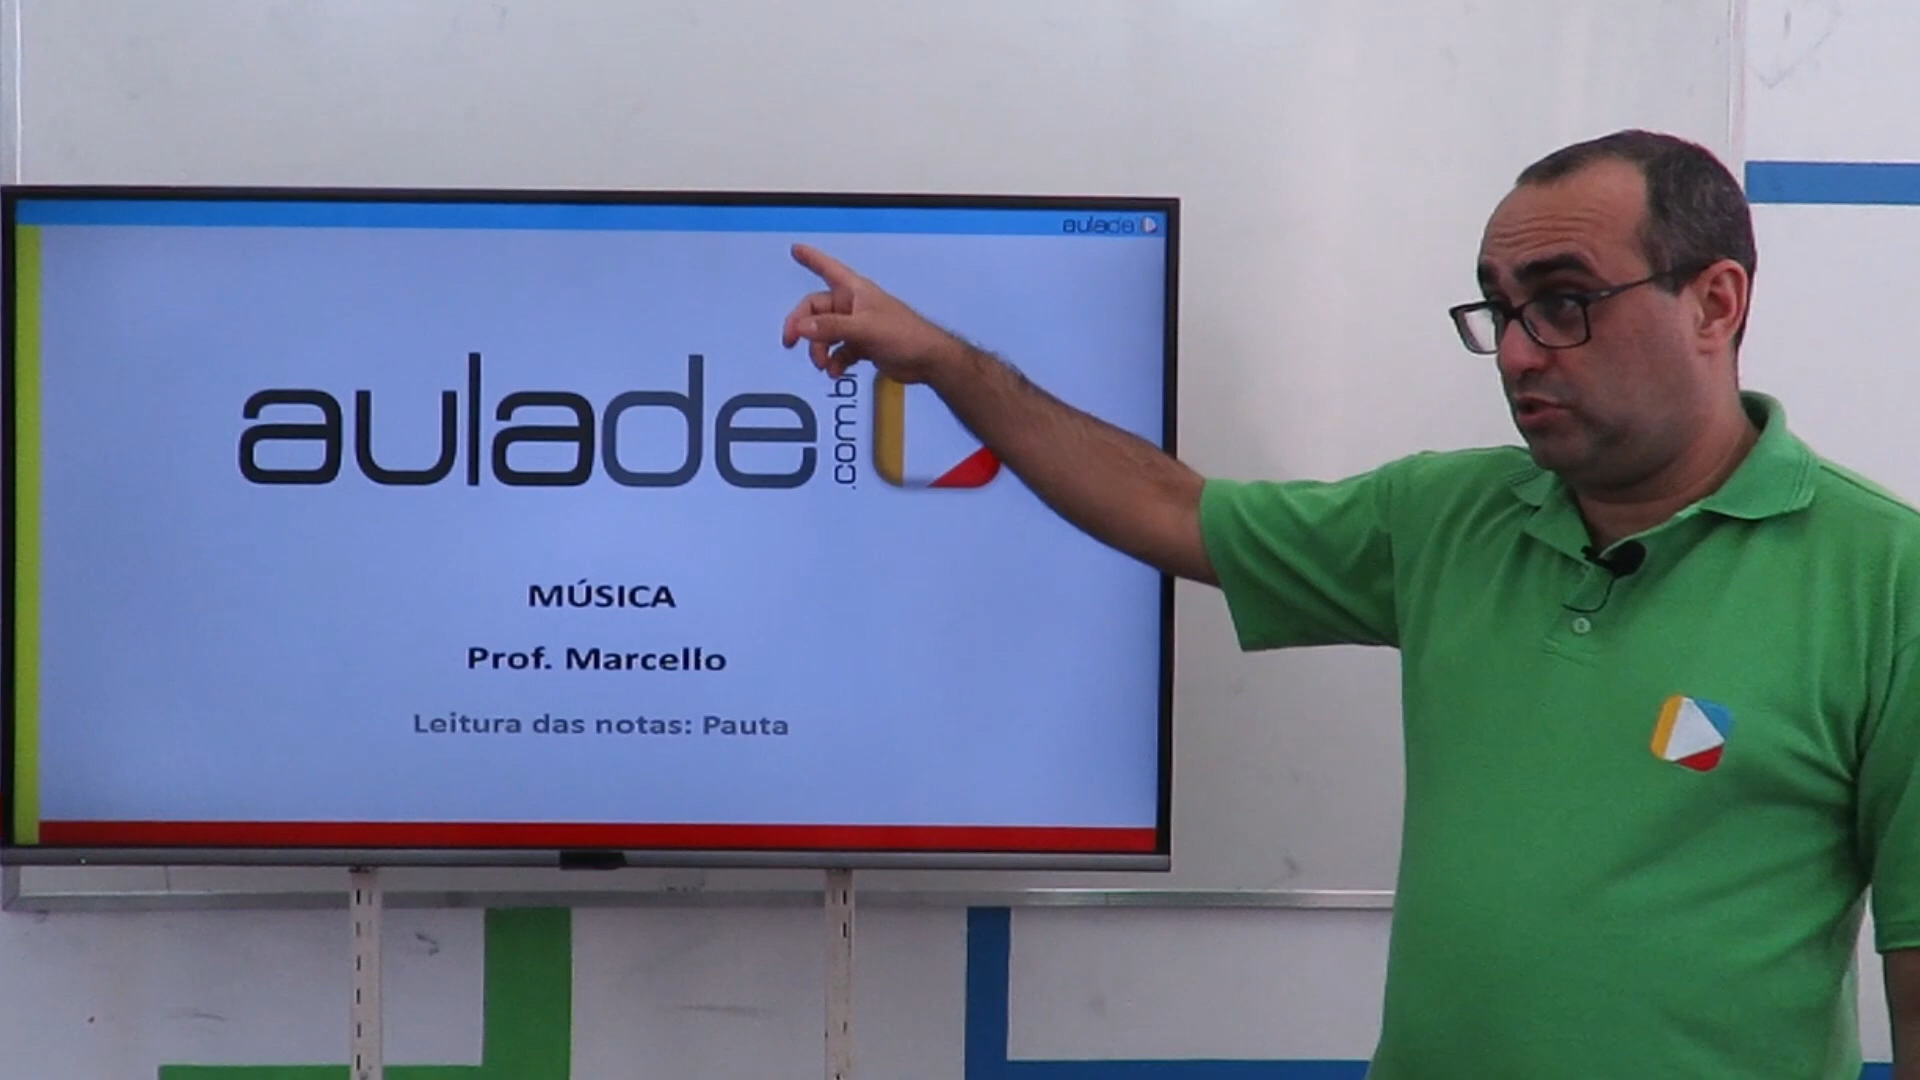 aulade
aulade.com.br
MÚSICA
Prof. Marcello
Leitura das notas: Pauta